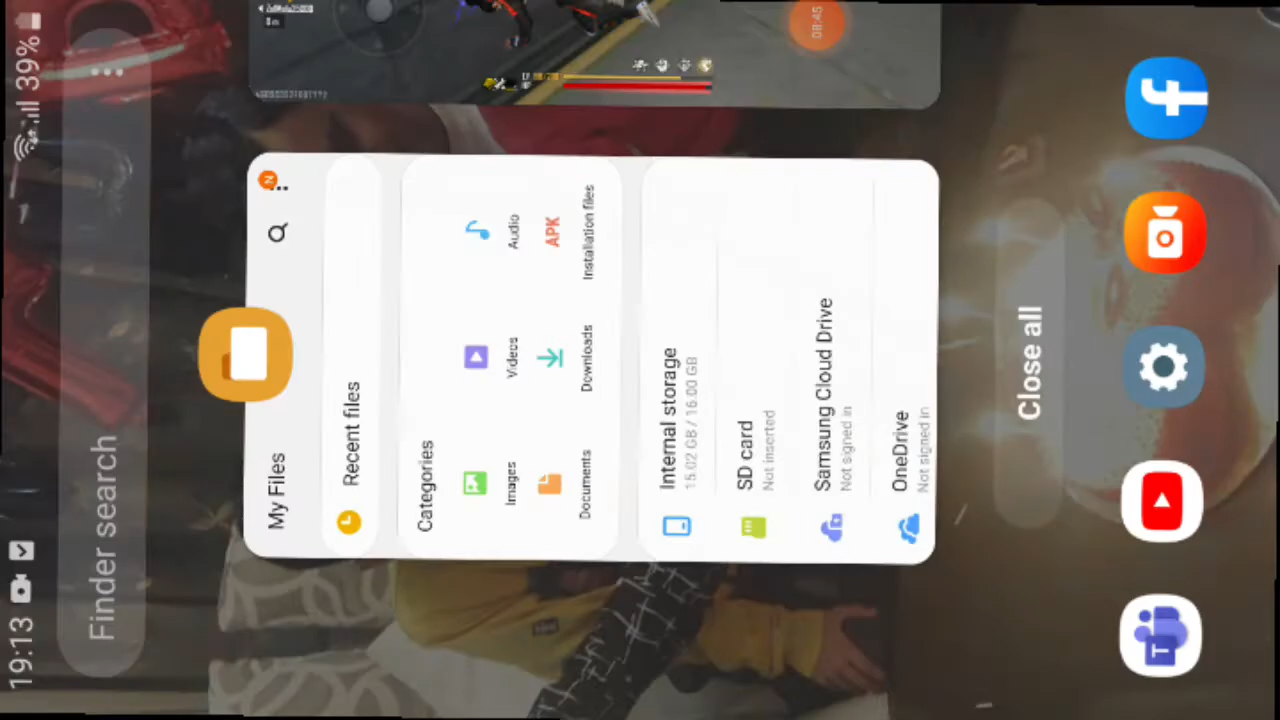 19:13
39%
Finder search
08:45
My Files
N
Recent files
Categories
Images
Videos
Audio
Documents
Downloads
APK
Installation files
Internal storage
15.02 GB / 16.00 GB
SD card
Not inserted
Samsung Cloud Drive
Not signed in
OneDrive
Not signed in
Close all
T